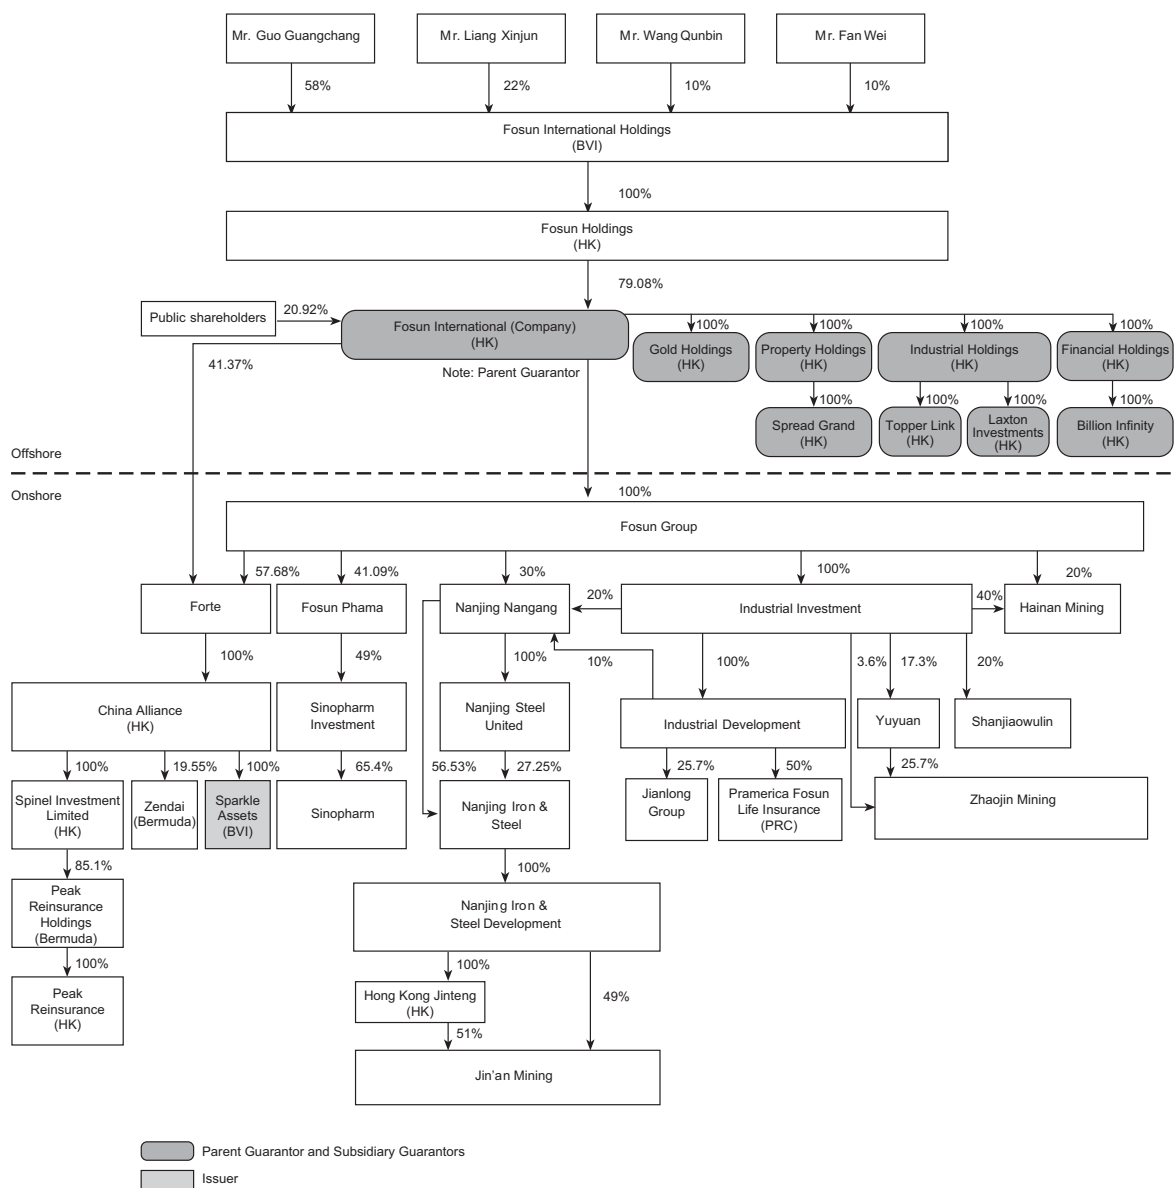 Mr. Guo Guangchang
Mr. Liang Xinjun
Mr. Wang Qunbin
Mr. Fan Wei
58%
22%
10%
10%
Fosun International Holdings
(BVI)
100%
Fosun Holdings
(HK)
79.08%
Public shareholders
20.92%
Fosun International (Company)
(HK)
Note: Parent Guarantor
41.37%
100%
100%
100%
100%
Gold Holdings
(HK)
Property Holdings
(HK)
Industrial Holdings
(HK)
Financial Holdings
(HK)
100%
100%
100%
100%
Spread Grand
(HK)
Topper Link
(HK)
Laxton
Investments
(HK)
Billion Infinity
(HK)
Offshore
Onshore
100%
Fosun Group
57.68%
41.09%
30%
100%
20%
Forte
Fosun Phama
Nanjing Nangang
20%
Industrial Investment
40%
Hainan Mining
100%
49%
100%
10%
100%
3.6%
17.3%
20%
China Alliance
(HK)
Sinopharm
Investment
Nanjing Steel
United
Industrial Development
Yuyuan
Shanjiaowulin
100%
19.55%
100%
65.4%
56.53%
27.25%
25.7%
50%
25.7%
Spinel Investment
Limited
(HK)
Zendai
(Bermuda)
Sparkle
Assets
(BVI)
Sinopharm
Nanjing Iron &
Steel
Jianlong
Group
Pramerica Fosun
Life Insurance
(PRC)
Zhaojin Mining
85.1%
100%
Peak
Reinsurance
Holdings
(Bermuda)
Nanjing Iron &
Steel Development
100%
100%
49%
Peak
Reinsurance
(HK)
Hong Kong Jinteng
(HK)
51%
Jin'an Mining
Parent Guarantor and Subsidiary Guarantors
Issuer